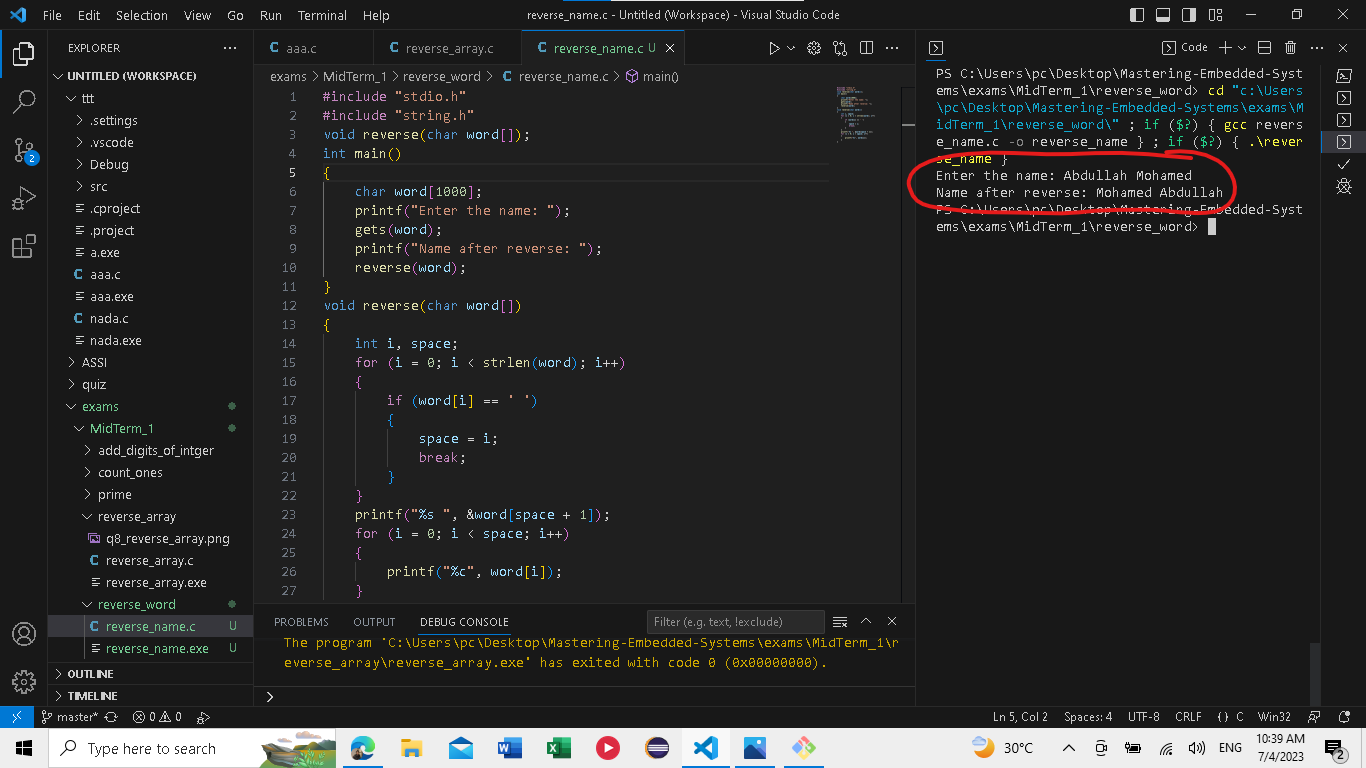 File Edit Selection View Go Run Terminal Help
reverse_name.c - Untitled (Workspace) - Visual Studio Code
EXPLORER
UNTITLED (WORKSPACE)
ttt
.settings
.vscode
Debug
src
.cproject
.project
a.exe
aaa.c
aaa.exe
nada.c
nada.exe
ASSI
quiz
exams
MidTerm_1
add_digits_of_intger
count_ones
prime
reverse_array
q8_reverse_array.png
reverse_array.c
reverse_array.exe
reverse_word
reverse_name.c U
reverse_name.exe U
OUTLINE
TIMELINE
2
aaa.c reverse_array.c reverse_name.c U
exams > MidTerm_1 > reverse_word > reverse_name.c > main()
1 #include "stdio.h"
2 #include "string.h"
3 void reverse(char word[]);
4 int main()
5 {
6 char word[1000];
7 printf("Enter the name: ");
8 gets(word);
9 printf("Name after reverse: ");
10 reverse(word);
11 }
12 void reverse(char word[])
13 {
14 int i, space;
15 for (i = 0; i < strlen(word); i++)
16 {
17 if (word[i] == ' ')
18 {
19 space = i;
20 break;
21 }
22 }
23 printf("%s ", &word[space + 1]);
24 for (i = 0; i < space; i++)
25 {
26 printf("%c", word[i]);
27 }
PROBLEMS OUTPUT DEBUG CONSOLE
Filter (e.g. text, !exclude)
The program 'C:\Users\pc\Desktop\Mastering-Embedded-Systems\exams\MidTerm_1\r
everse_array\reverse_array.exe' has exited with code 0 (0x00000000).
Code
PS C:\Users\pc\Desktop\Mastering-Embedded-Syst
ems\exams\MidTerm_1\reverse_word> cd "c:\Users
\pc\Desktop\Mastering-Embedded-Systems\exams\M
idTerm_1\reverse_word\" ; if ($?) { gcc revers
e_name.c -o reverse_name } ; if ($?) { .\rever
se_name }
Enter the name: Abdullah Mohamed
Name after reverse: Mohamed Abdullah
PS C:\Users\pc\Desktop\Mastering-Embedded-Syst
ems\exams\MidTerm_1\reverse_word>
master* 0 0
Ln 5, Col 2 Spaces: 4 UTF-8 CRLF {} C Win32
Type here to search
30°C ENG
10:39 AM
7/4/2023
2